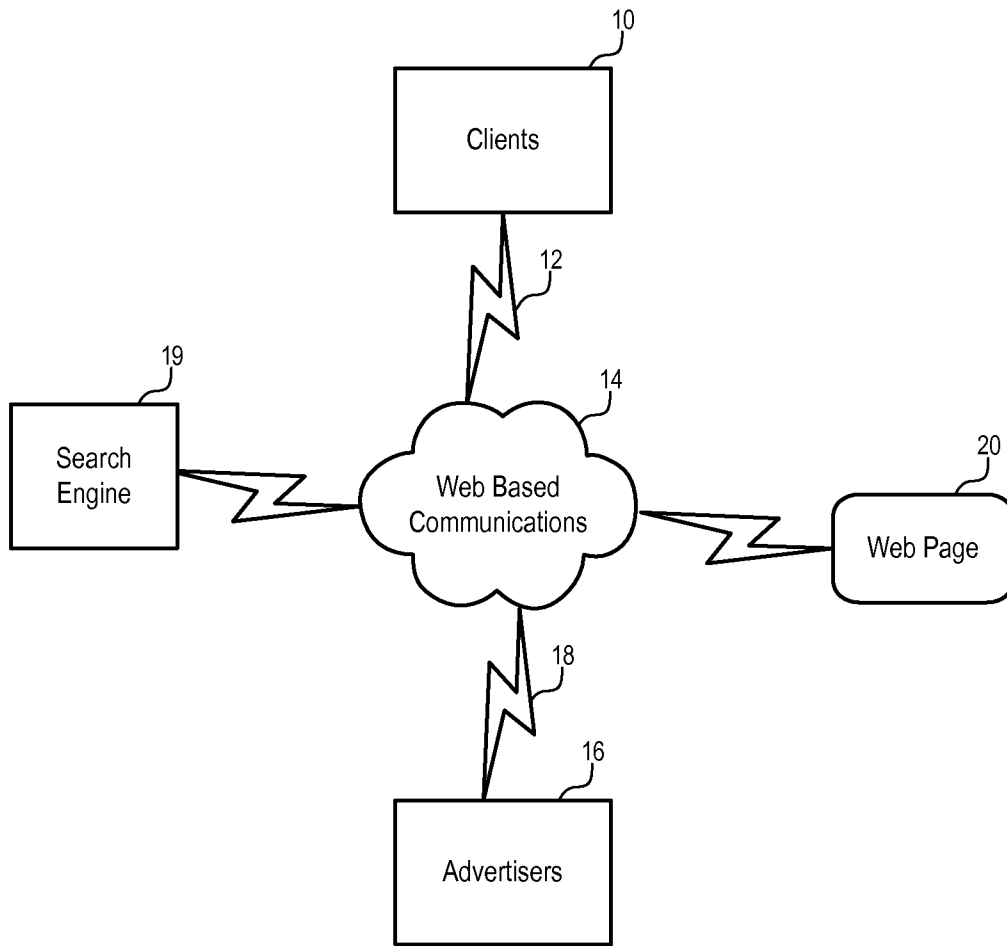 10
Clients
12
19
Search
Engine
14
Web Based
Communications
20
Web Page
18
16
Advertisers